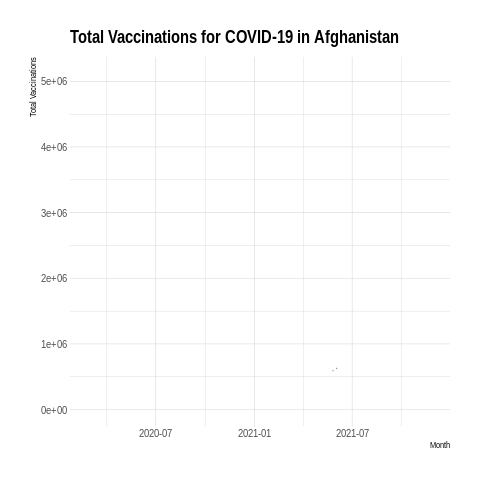 Total Vaccinations for COVID-19 in Afghanistan
Total Vaccinations
5e+06
4e+06
3e+06
2e+06
1e+06
0e+00
2020-07 2021-01 2021-07
Month